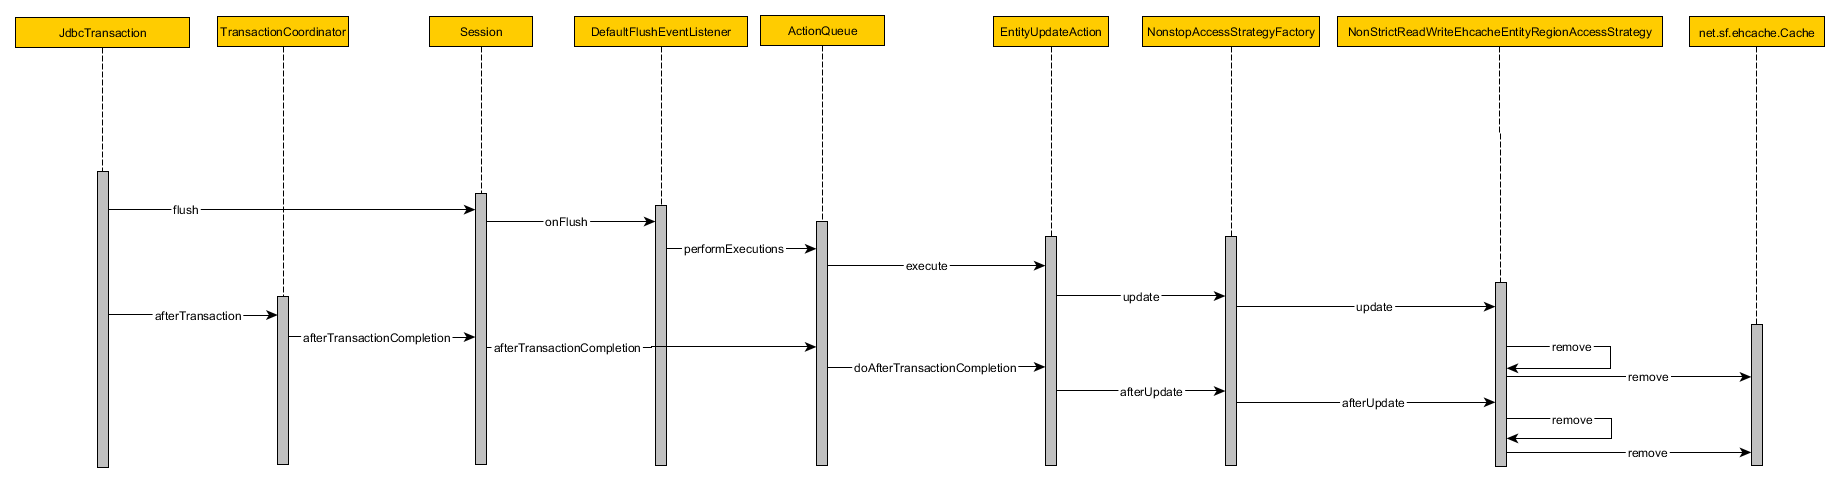 JdbcTransaction
TransactionCoordinator
Session
DefaultFlushEventListener
ActionQueue
EntityUpdateAction
NonstopAccessStrategyFactory
NonStrictReadWriteEhcacheEntityRegionAccessStrategy
net.sf.ehcache.Cache
flush
onFlush
performExecutions
execute
update
update
afterTransaction
afterTransactionCompletion
afterTransactionCompletion
remove
doAfterTransactionCompletion
remove
afterUpdate
afterUpdate
remove
remove